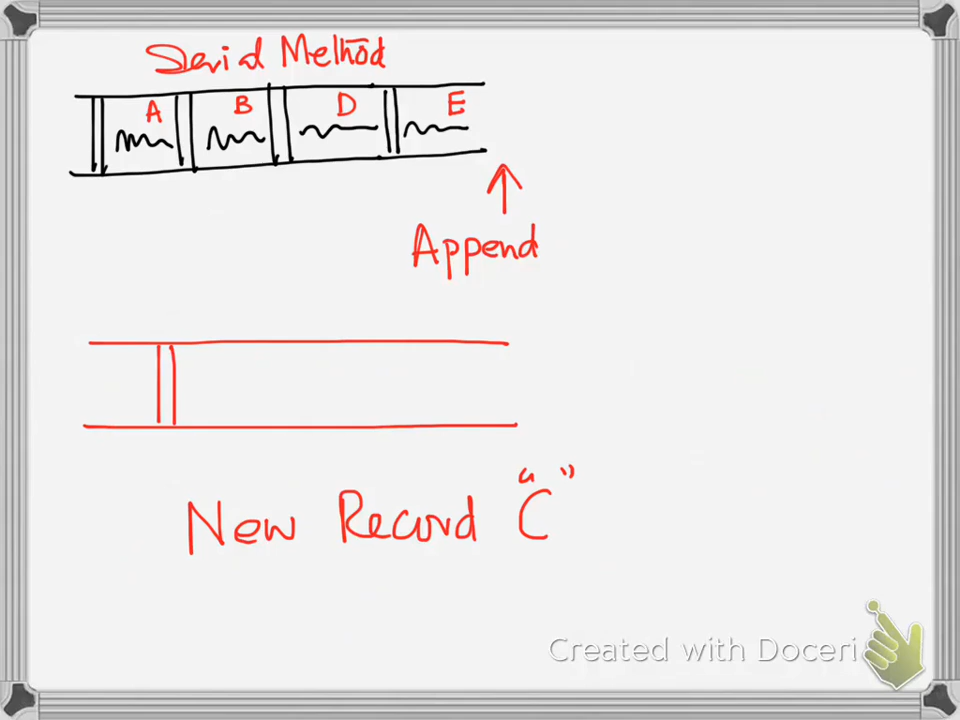 Serial Method
A B D E
Append
New Record "C"
Created with Doceri